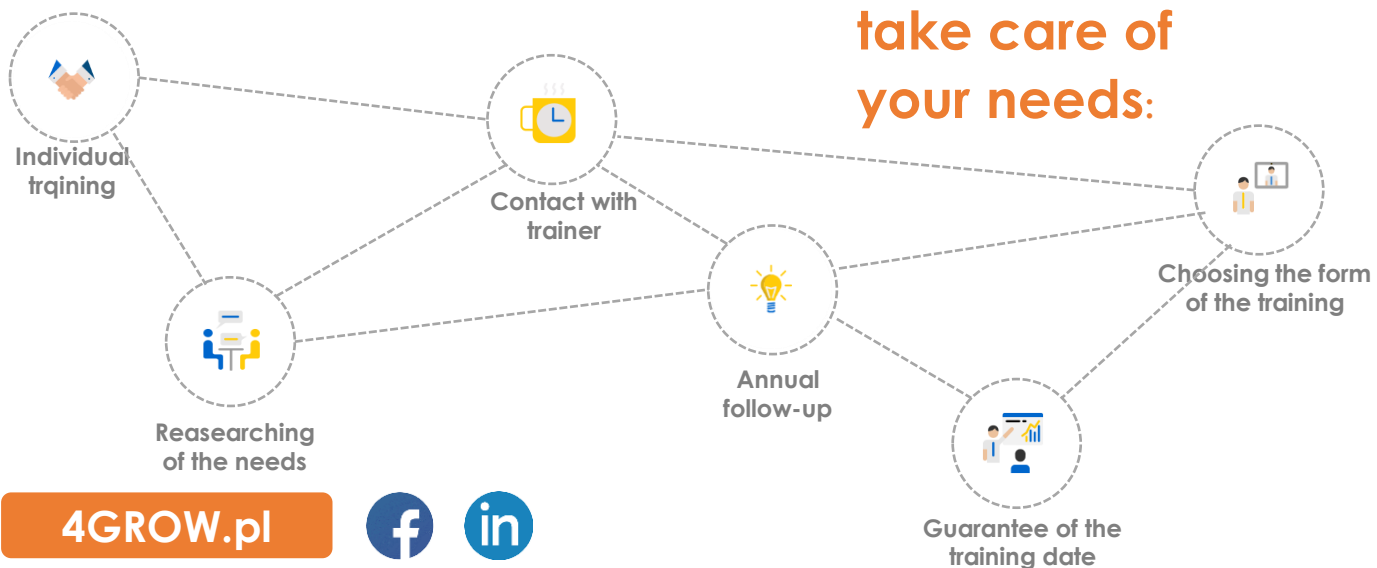 take care of
your needs:
Individual
trqining
Contact with
trainer
Choosing the form
of the training
Annual
follow-up
Reasearching
of the needs
Guarantee of the
training date
4GROW.pl
f
in